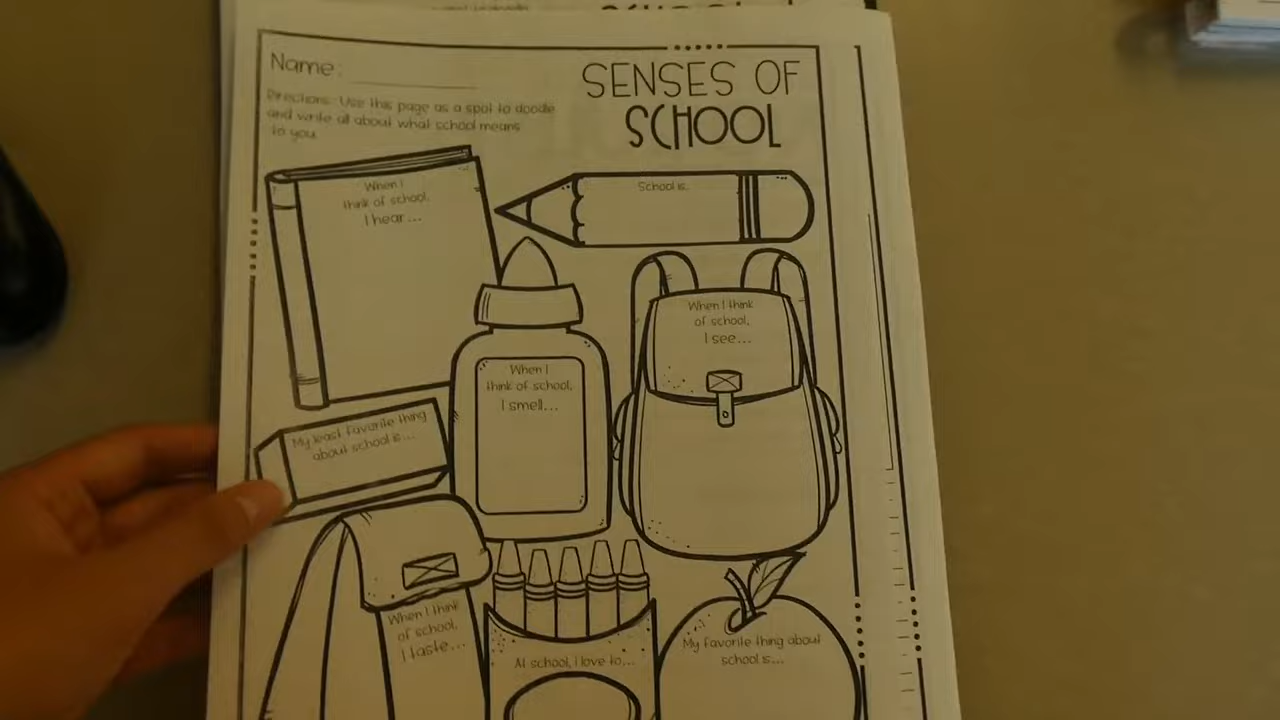 Name:
SENSES OF
SCHOOL
Directions: Use this page as a spot to doodle
and write all about what school means
to you.
When I
think of school,
I hear...
School is...
When I think
of school,
I see...
When I
think of school,
I smell...
My least favorite thing
about school is...
When I think
of school,
I taste...
At school, I love to...
My favorite thing about
school is...